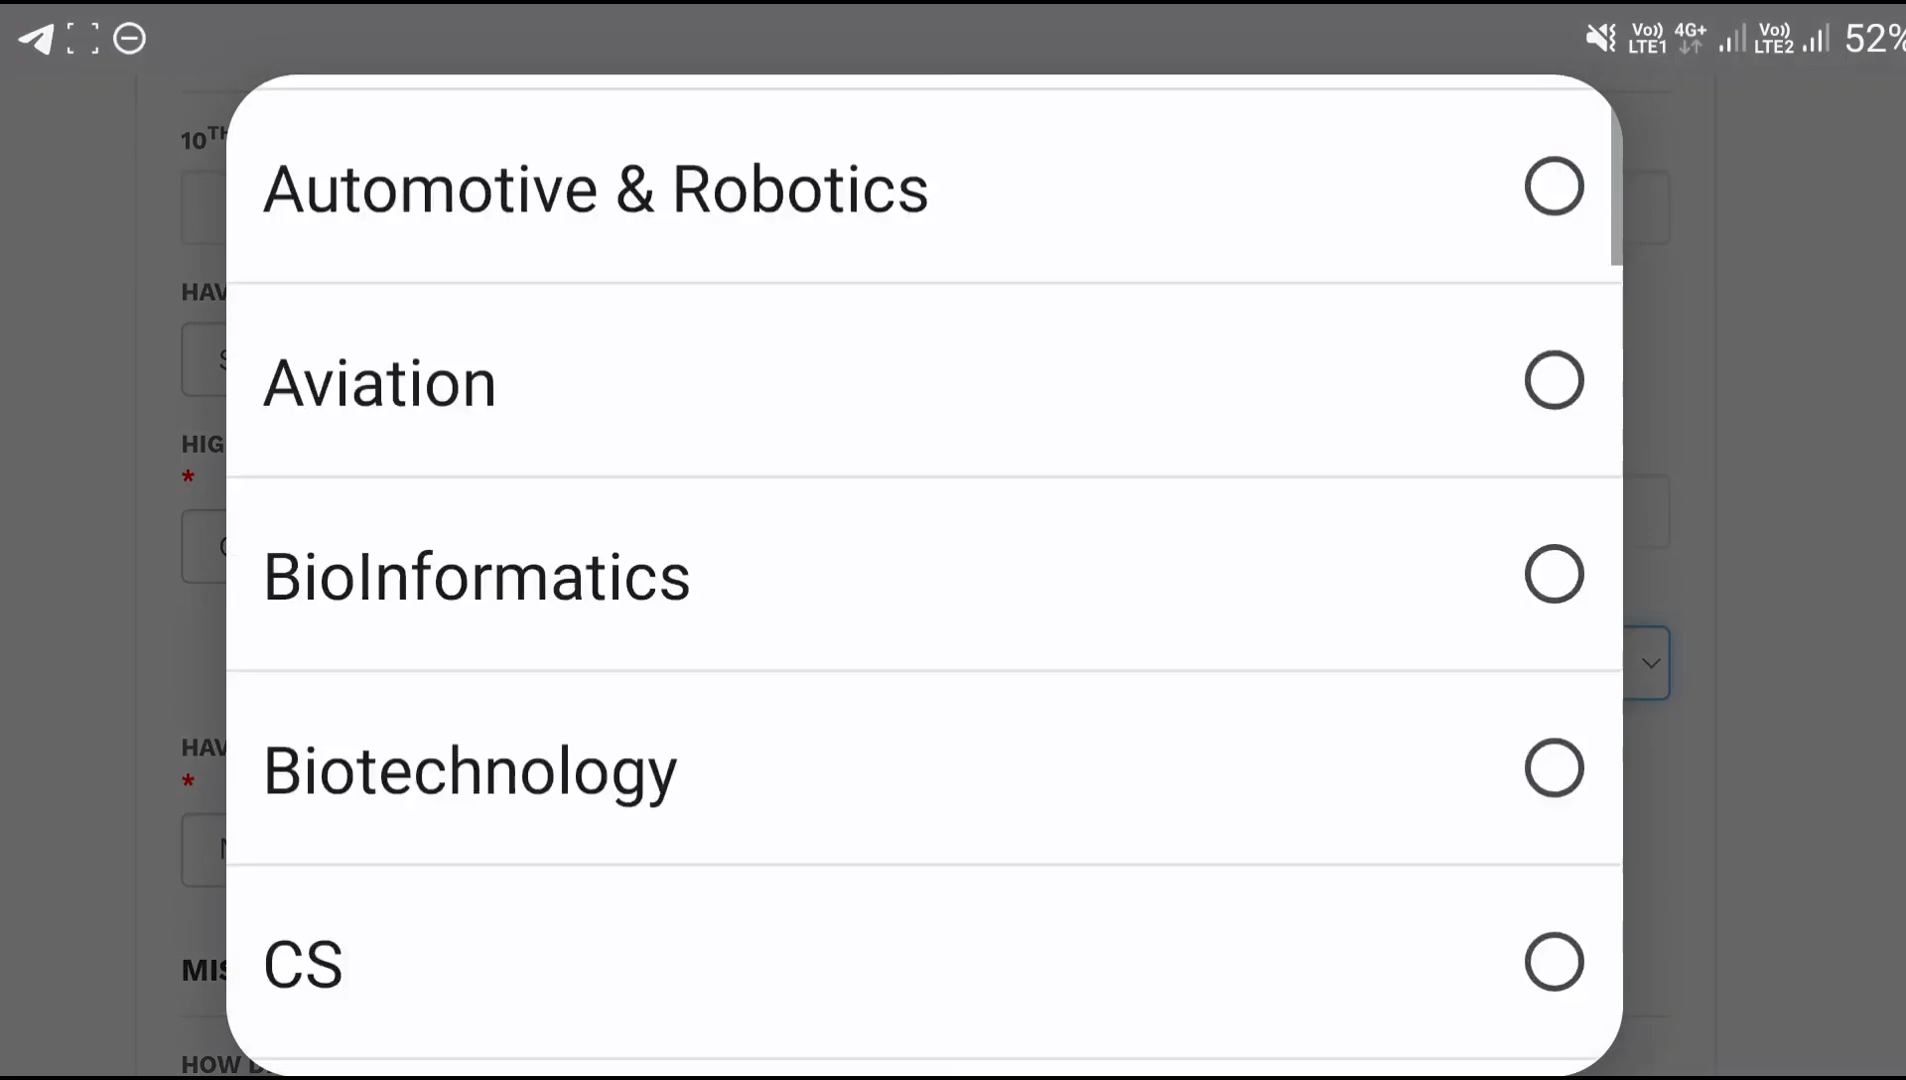 Vo)) LTE1 4G+ Vo)) LTE2 52%
10TH
Automotive & Robotics
HAV
Aviation
HIG
*
BioInformatics
HAV
*
Biotechnology
MIS
CS
HOW